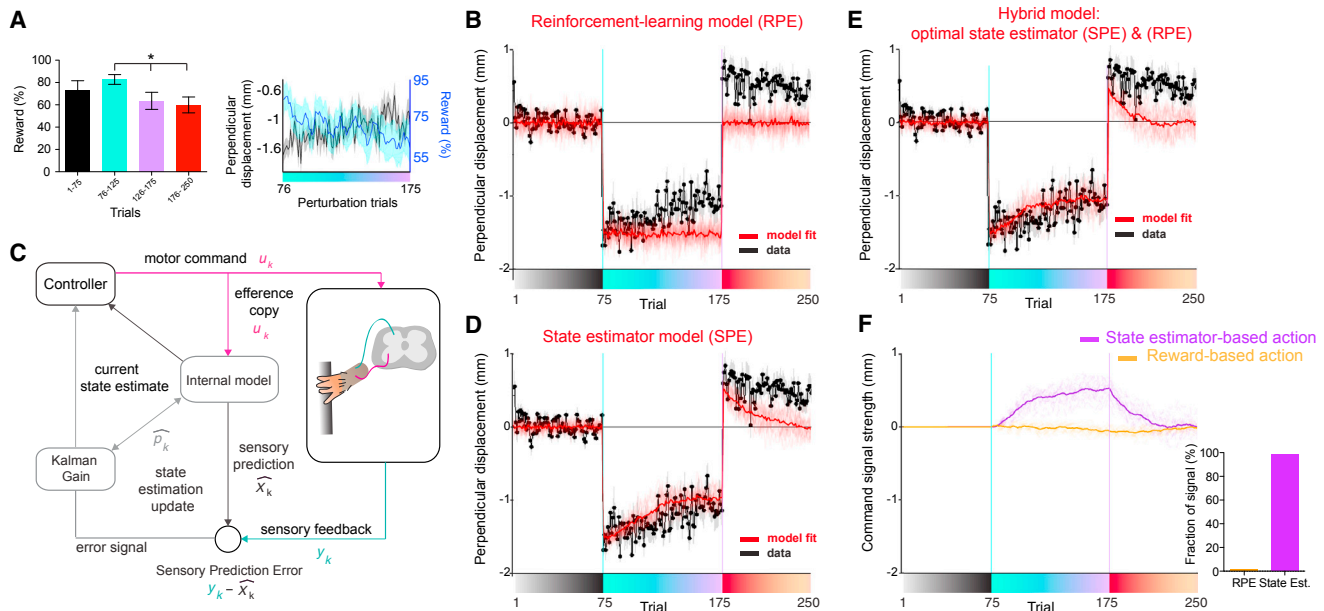 A
Reward (%)
100
80
60
40
20
0
*
1-75
76-125
126-175
176- 250
Trials
Perpendicular
displacement (mm)
-0.6
-1
-1.6
95
75
55
Reward (%)
76
175
Perturbation trials
B
Reinforcement-learning model (RPE)
Perpendicular displacement (mm)
1
0
-1
-2
model fit
data
1
75
Trial
175
250
C
motor command u_k
Controller
efference
copy
u_k
current
state estimate
Internal model
\widehat{p_k}
Kalman
Gain
state
estimation
update
sensory
prediction
\widehat{x_k}
sensory feedback
y_k
error signal
Sensory Prediction Error
y_k – \widehat{x_k}
D
State estimator model (SPE)
Perpendicular displacement (mm)
1
0
-1
-2
model fit
data
1
75
Trial
175
250
E
Hybrid model:
optimal state estimator (SPE) & (RPE)
Perpendicular displacement (mm)
1
0
-1
-2
model fit
data
1
75
Trial
175
250
F
State estimator-based action
Reward-based action
Command signal strength (mm)
1
0
-1
-2
1
75
Trial
175
250
Fraction of signal (%)
100
80
60
40
20
0
RPE State Est.